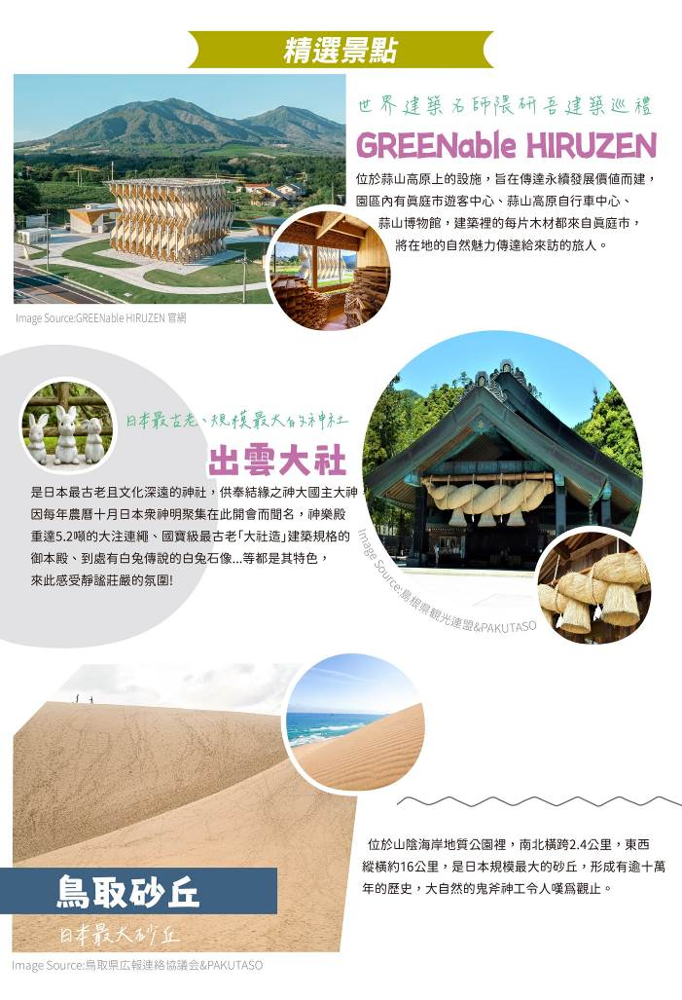 精選景點
世界建築名師隈研吾建築巡禮
GREENable HIRUZEN
位於蒜山高原上的設施，旨在傳達永續發展價值而建，
園區內有真庭市遊客中心、蒜山高原自行車中心、
蒜山博物館，建築裡的每片木材都來自真庭市，
將在地的自然魅力傳達給來訪的旅人。
Image Source:GREENable HIRUZEN 官網
日本最古老、規模最大的神社
出雲大社
是日本最古老且文化深遠的神社，供奉結緣之神大國主大神，
因每年農曆十月日本眾神明聚集在此開會而聞名，神樂殿
重達5.2噸的大注連繩、國寶級最古老「大社造」建築規格的
御本殿、到處有白兔傳說的白兔石像...等都是其特色，
來此感受靜謐莊嚴的氛圍!
Image Source:島根県観光連盟&PAKUTASO
位於山陰海岸地質公園裡，南北橫跨2.4公里，東西
縱橫約16公里，是日本規模最大的砂丘，形成有逾十萬
年的歷史，大自然的鬼斧神工令人嘆為觀止。
鳥取砂丘
日本最大砂丘
Image Source:鳥取県広報連絡協議会&PAKUTASO